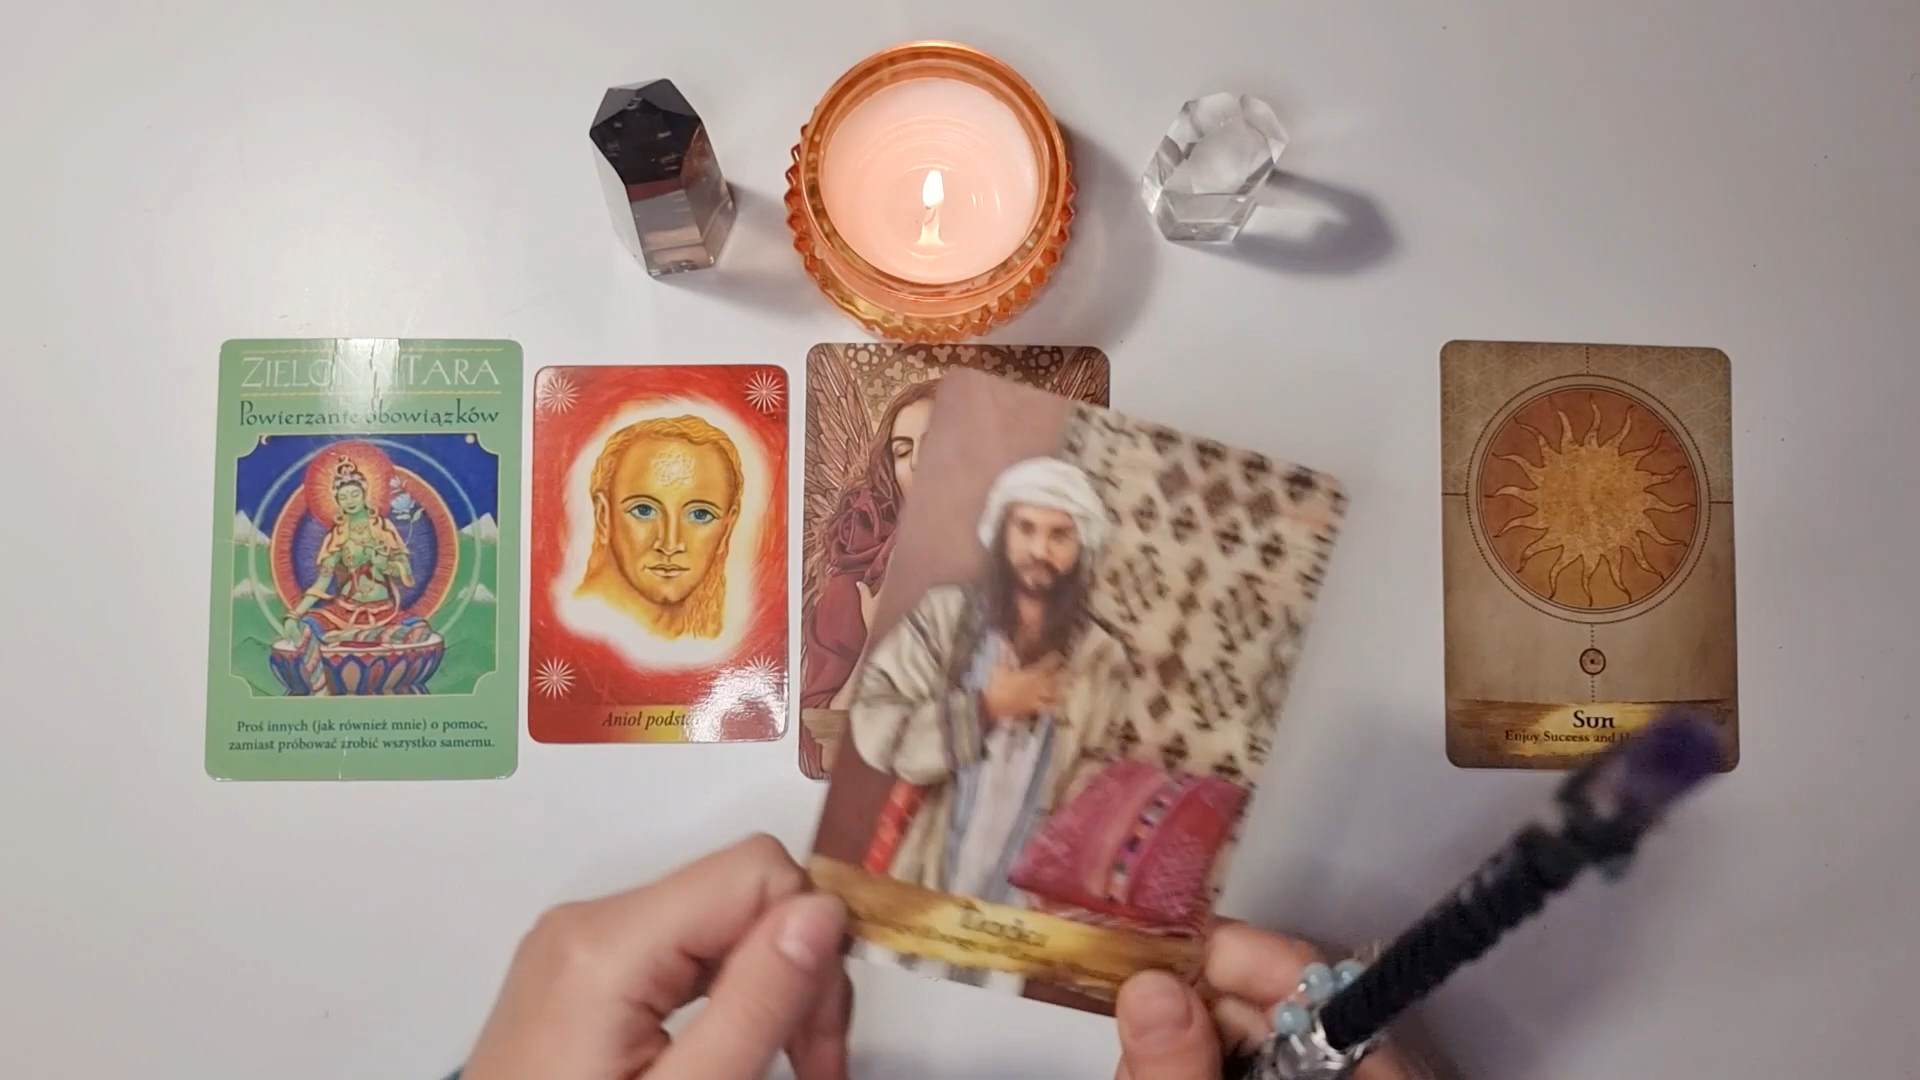 ZIELONA TARA
Powierzanie obowiązków
Proś innych (jak również mnie) o pomoc,
zamiast próbować zrobić wszystko samemu.
Anioł
Sun
Enjoy Success and